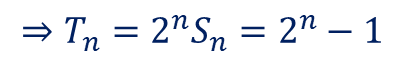 ⇒ Tₙ = 2ⁿSₙ = 2ⁿ − 1